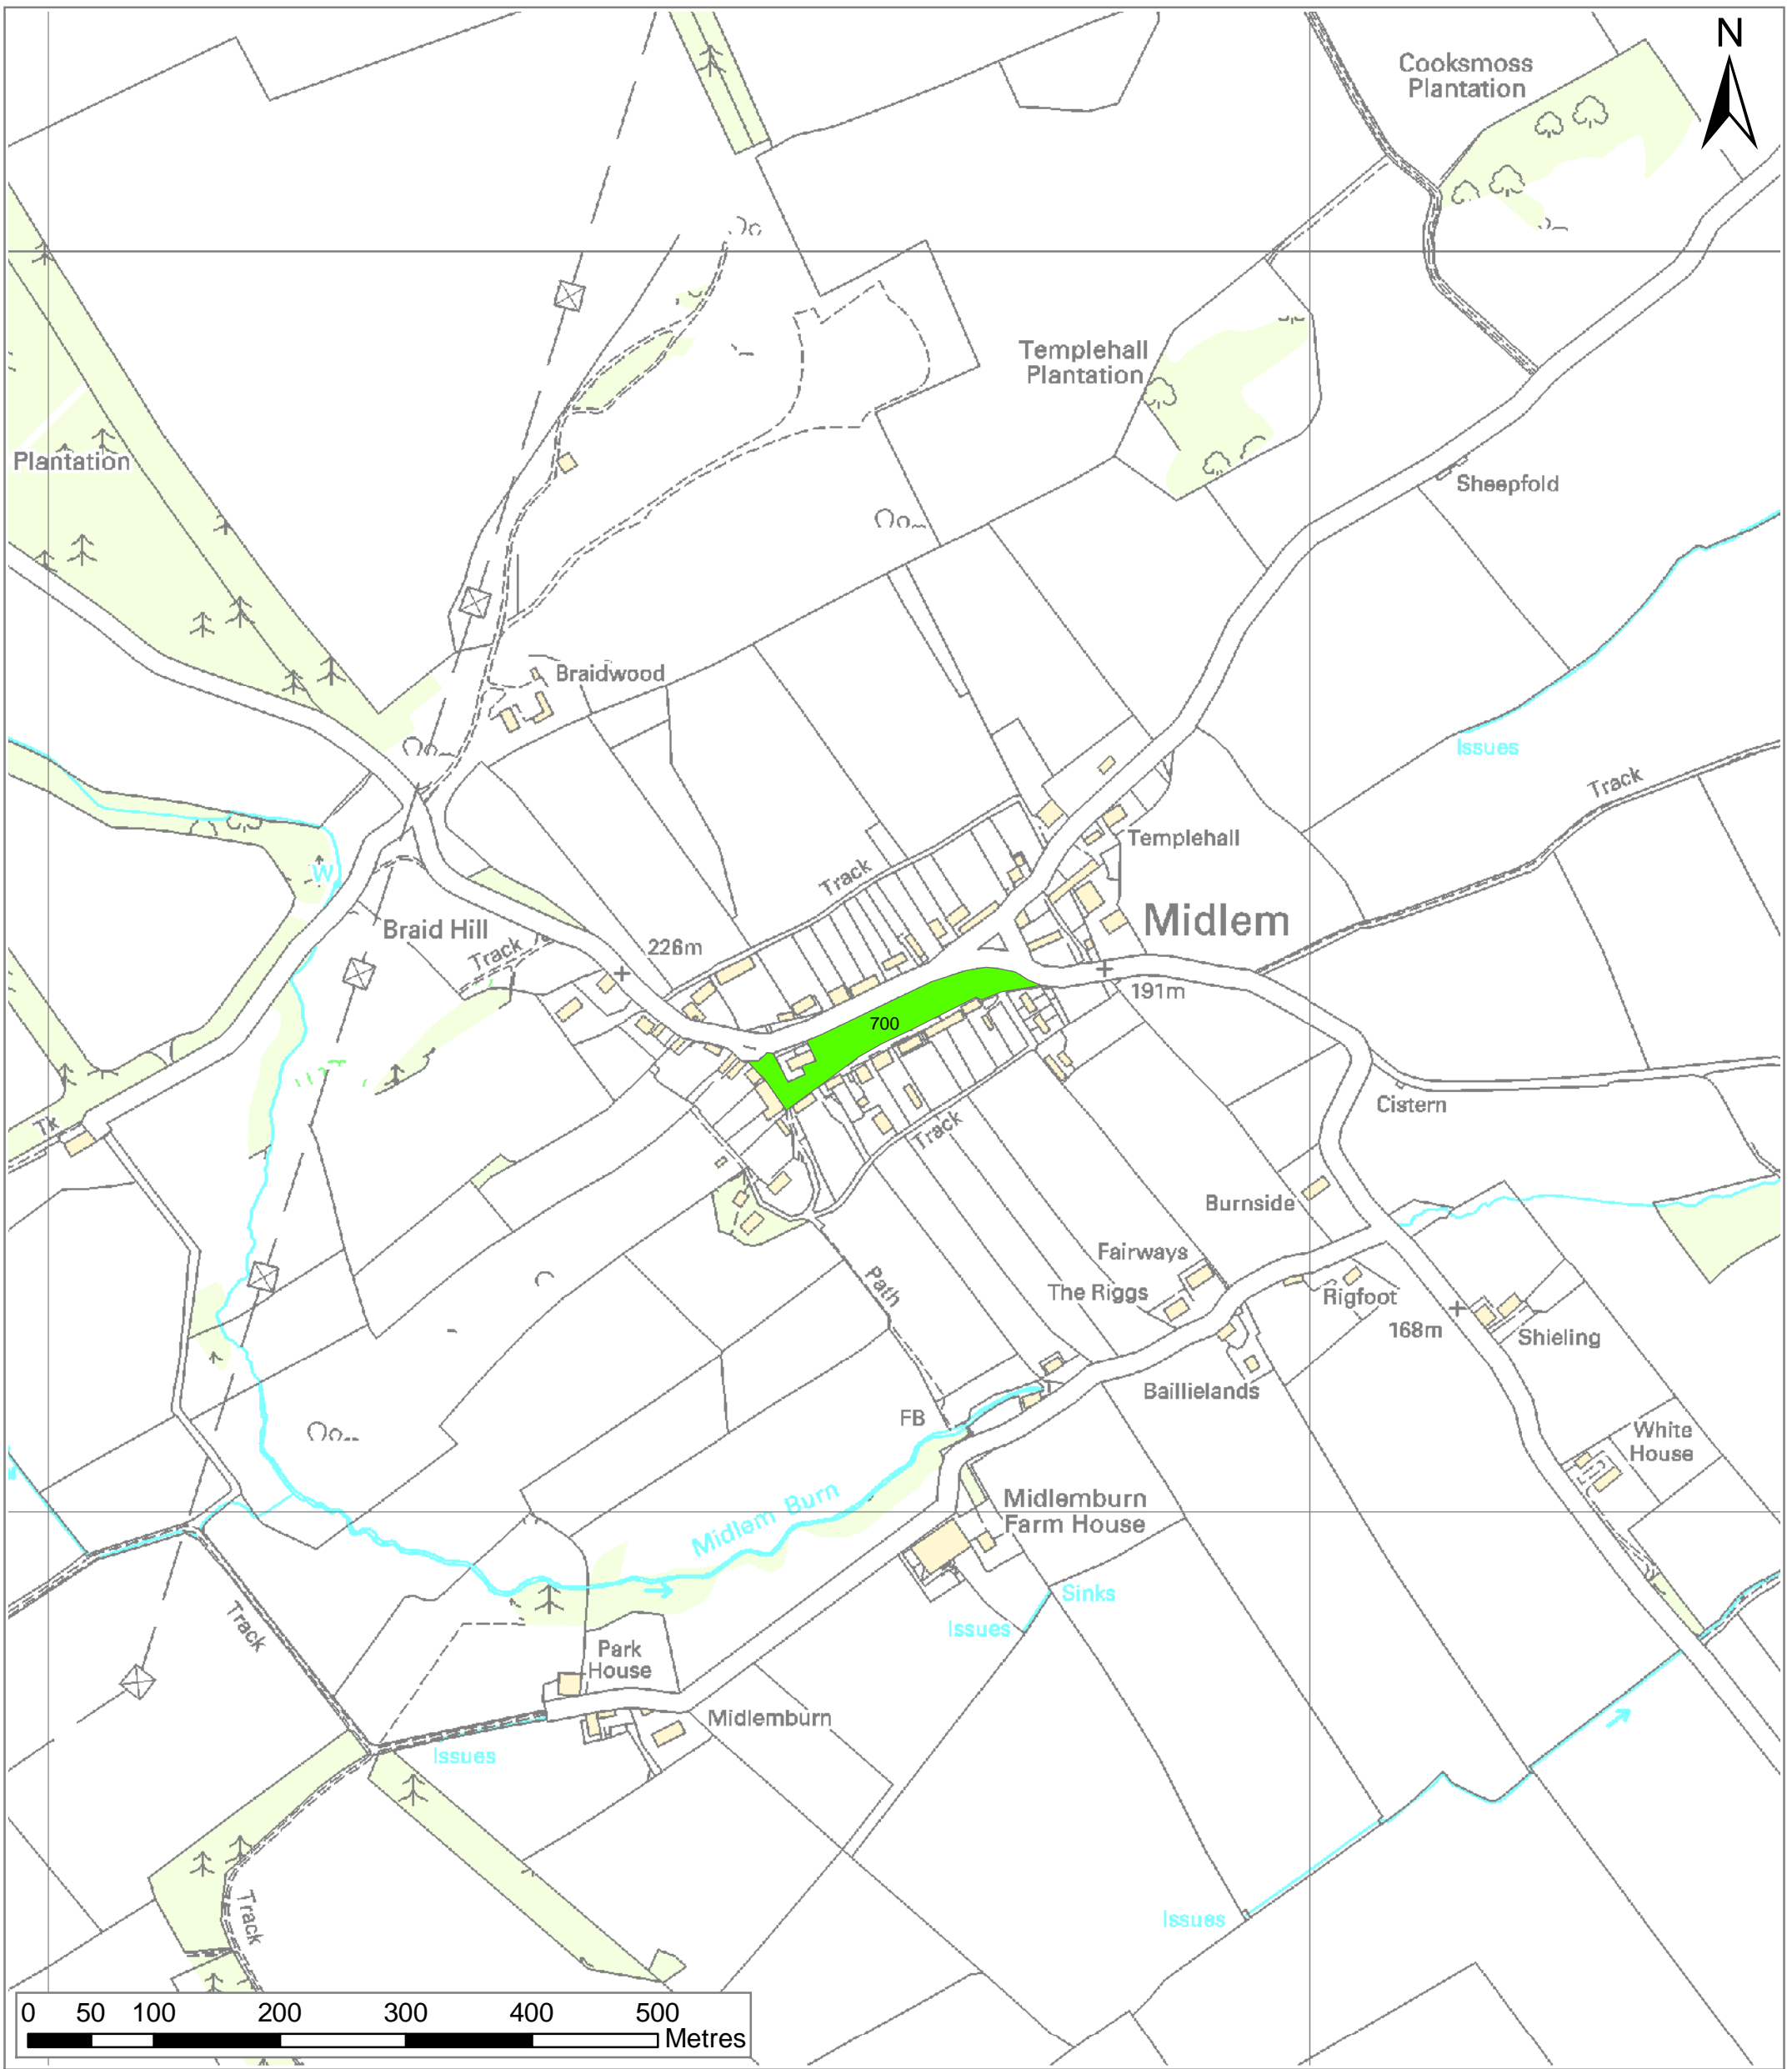 N
Cooksmoss
Plantation
Templehall
Plantation
Plantation
Sheepfold
Braidwood
Issues
Track
Templehall
Track
W
Midlem
Braid Hill
226m
Track
191m
700
Cistern
Tk
Track
Burnside
Fairways
Path
The Riggs
Rigfoot
168m
Shieling
Baillielands
FB
White
House
Midlem Burn
Midlemburn
Farm House
Sinks
Issues
Track
Park
House
Midlemburn
Issues
Track
Issues
0 50 100 200 300 400 500
Metres